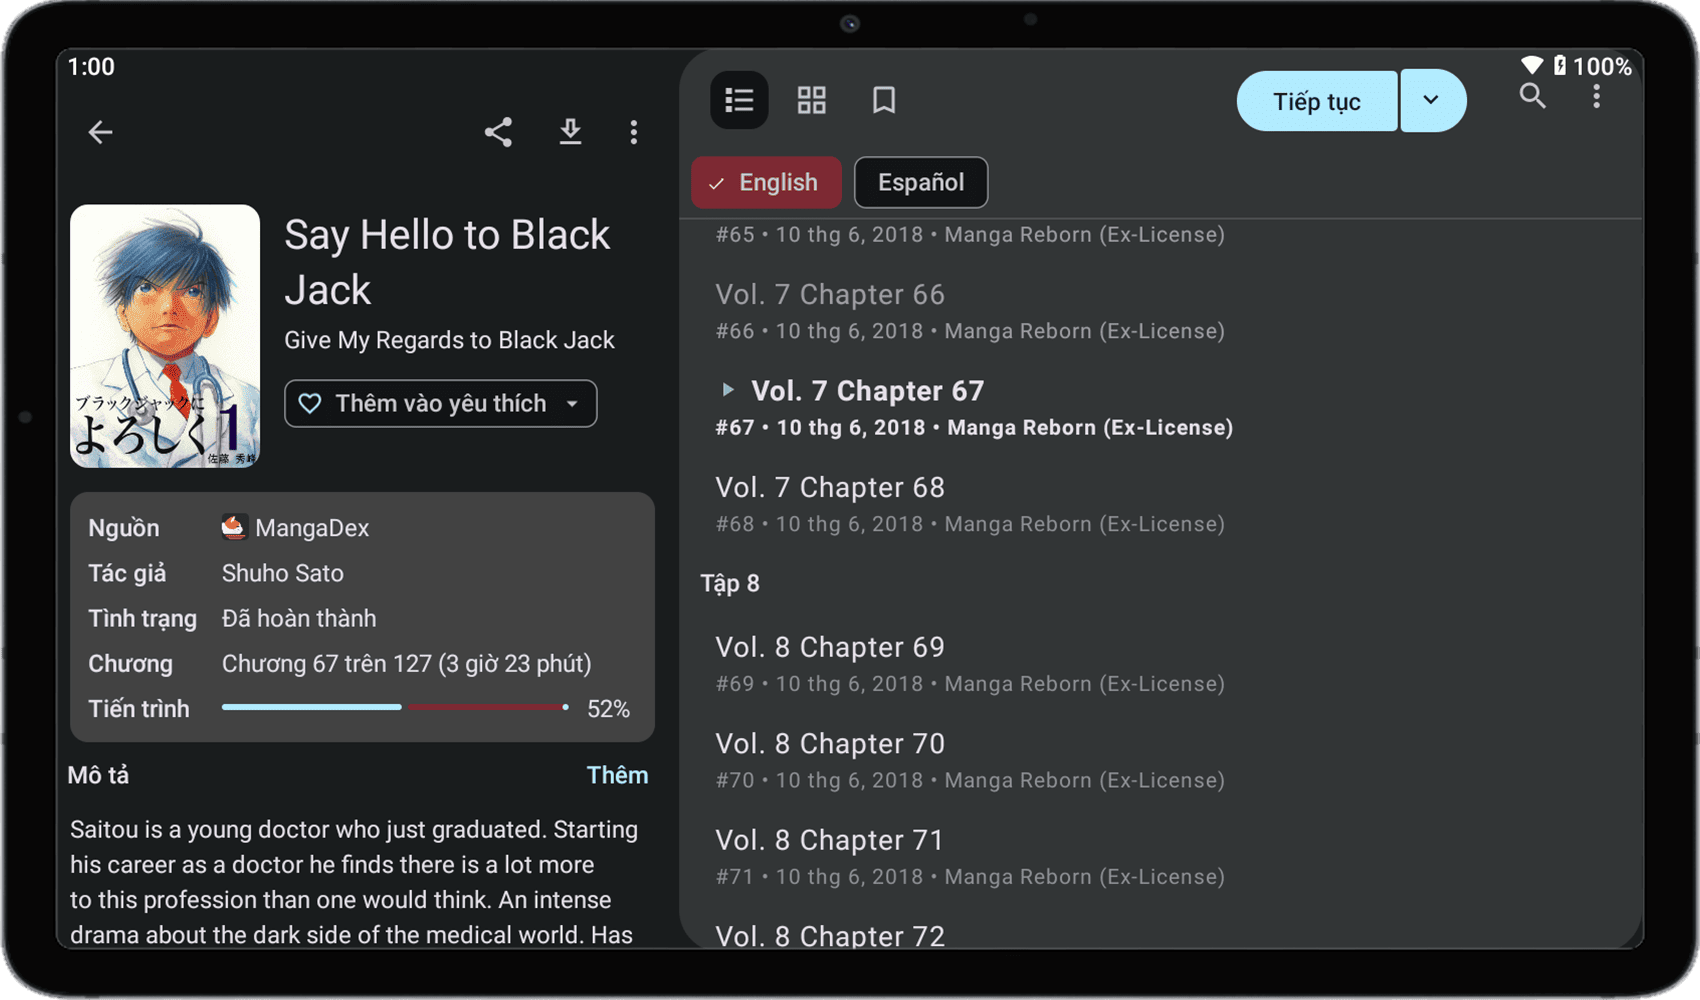 1:00
100%
Say Hello to Black
Jack
Give My Regards to Black Jack
Thêm vào yêu thích
ブラックジャックに
よろしく1
佐藤 秀峰
Nguồn MangaDex
Tác giả Shuho Sato
Tình trạng Đã hoàn thành
Chương Chương 67 trên 127 (3 giờ 23 phút)
Tiến trình 52%
Mô tả Thêm
Saitou is a young doctor who just graduated. Starting
his career as a doctor he finds there is a lot more
to this profession than one would think. An intense
drama about the dark side of the medical world. Has
Tiếp tục
English Español
#65 • 10 thg 6, 2018 • Manga Reborn (Ex-License)
Vol. 7 Chapter 66
#66 • 10 thg 6, 2018 • Manga Reborn (Ex-License)
Vol. 7 Chapter 67
#67 • 10 thg 6, 2018 • Manga Reborn (Ex-License)
Vol. 7 Chapter 68
#68 • 10 thg 6, 2018 • Manga Reborn (Ex-License)
Tập 8
Vol. 8 Chapter 69
#69 • 10 thg 6, 2018 • Manga Reborn (Ex-License)
Vol. 8 Chapter 70
#70 • 10 thg 6, 2018 • Manga Reborn (Ex-License)
Vol. 8 Chapter 71
#71 • 10 thg 6, 2018 • Manga Reborn (Ex-License)
Vol. 8 Chapter 72